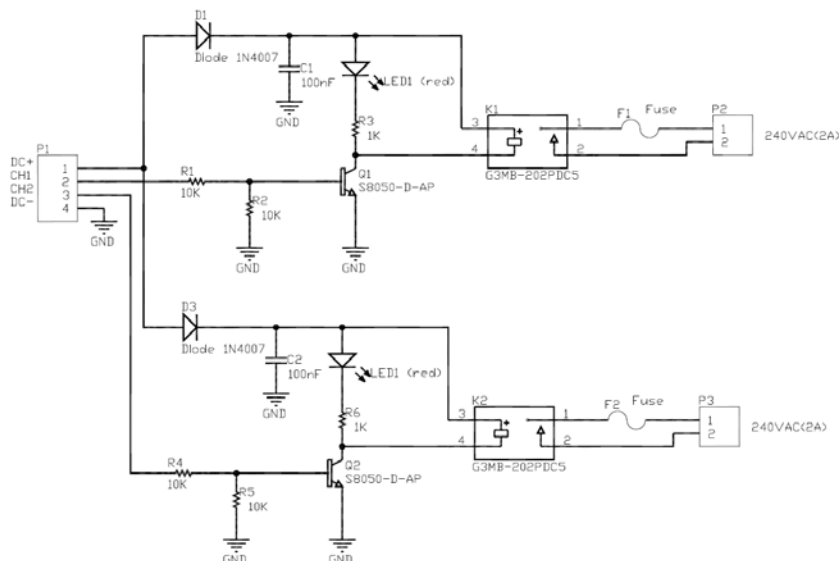 D1
Diode 1N4007
C1
100nF
GND
LED1 (red)
R3
1K
K1
3
4
1
2
G3MB-202PDC5
F1
Fuse
P2
1
2
240VAC(2A)
P1
DC+
CH1
CH2
DC-
1
2
3
4
GND
R1
10K
R2
10K
GND
Q1
S8050-D-AP
GND
D3
Diode 1N4007
C2
100nF
GND
LED1 (red)
R6
1K
K2
3
4
1
2
G3MB-202PDC5
F2
Fuse
P3
1
2
240VAC(2A)
R4
10K
R5
10K
GND
Q2
S8050-D-AP
GND